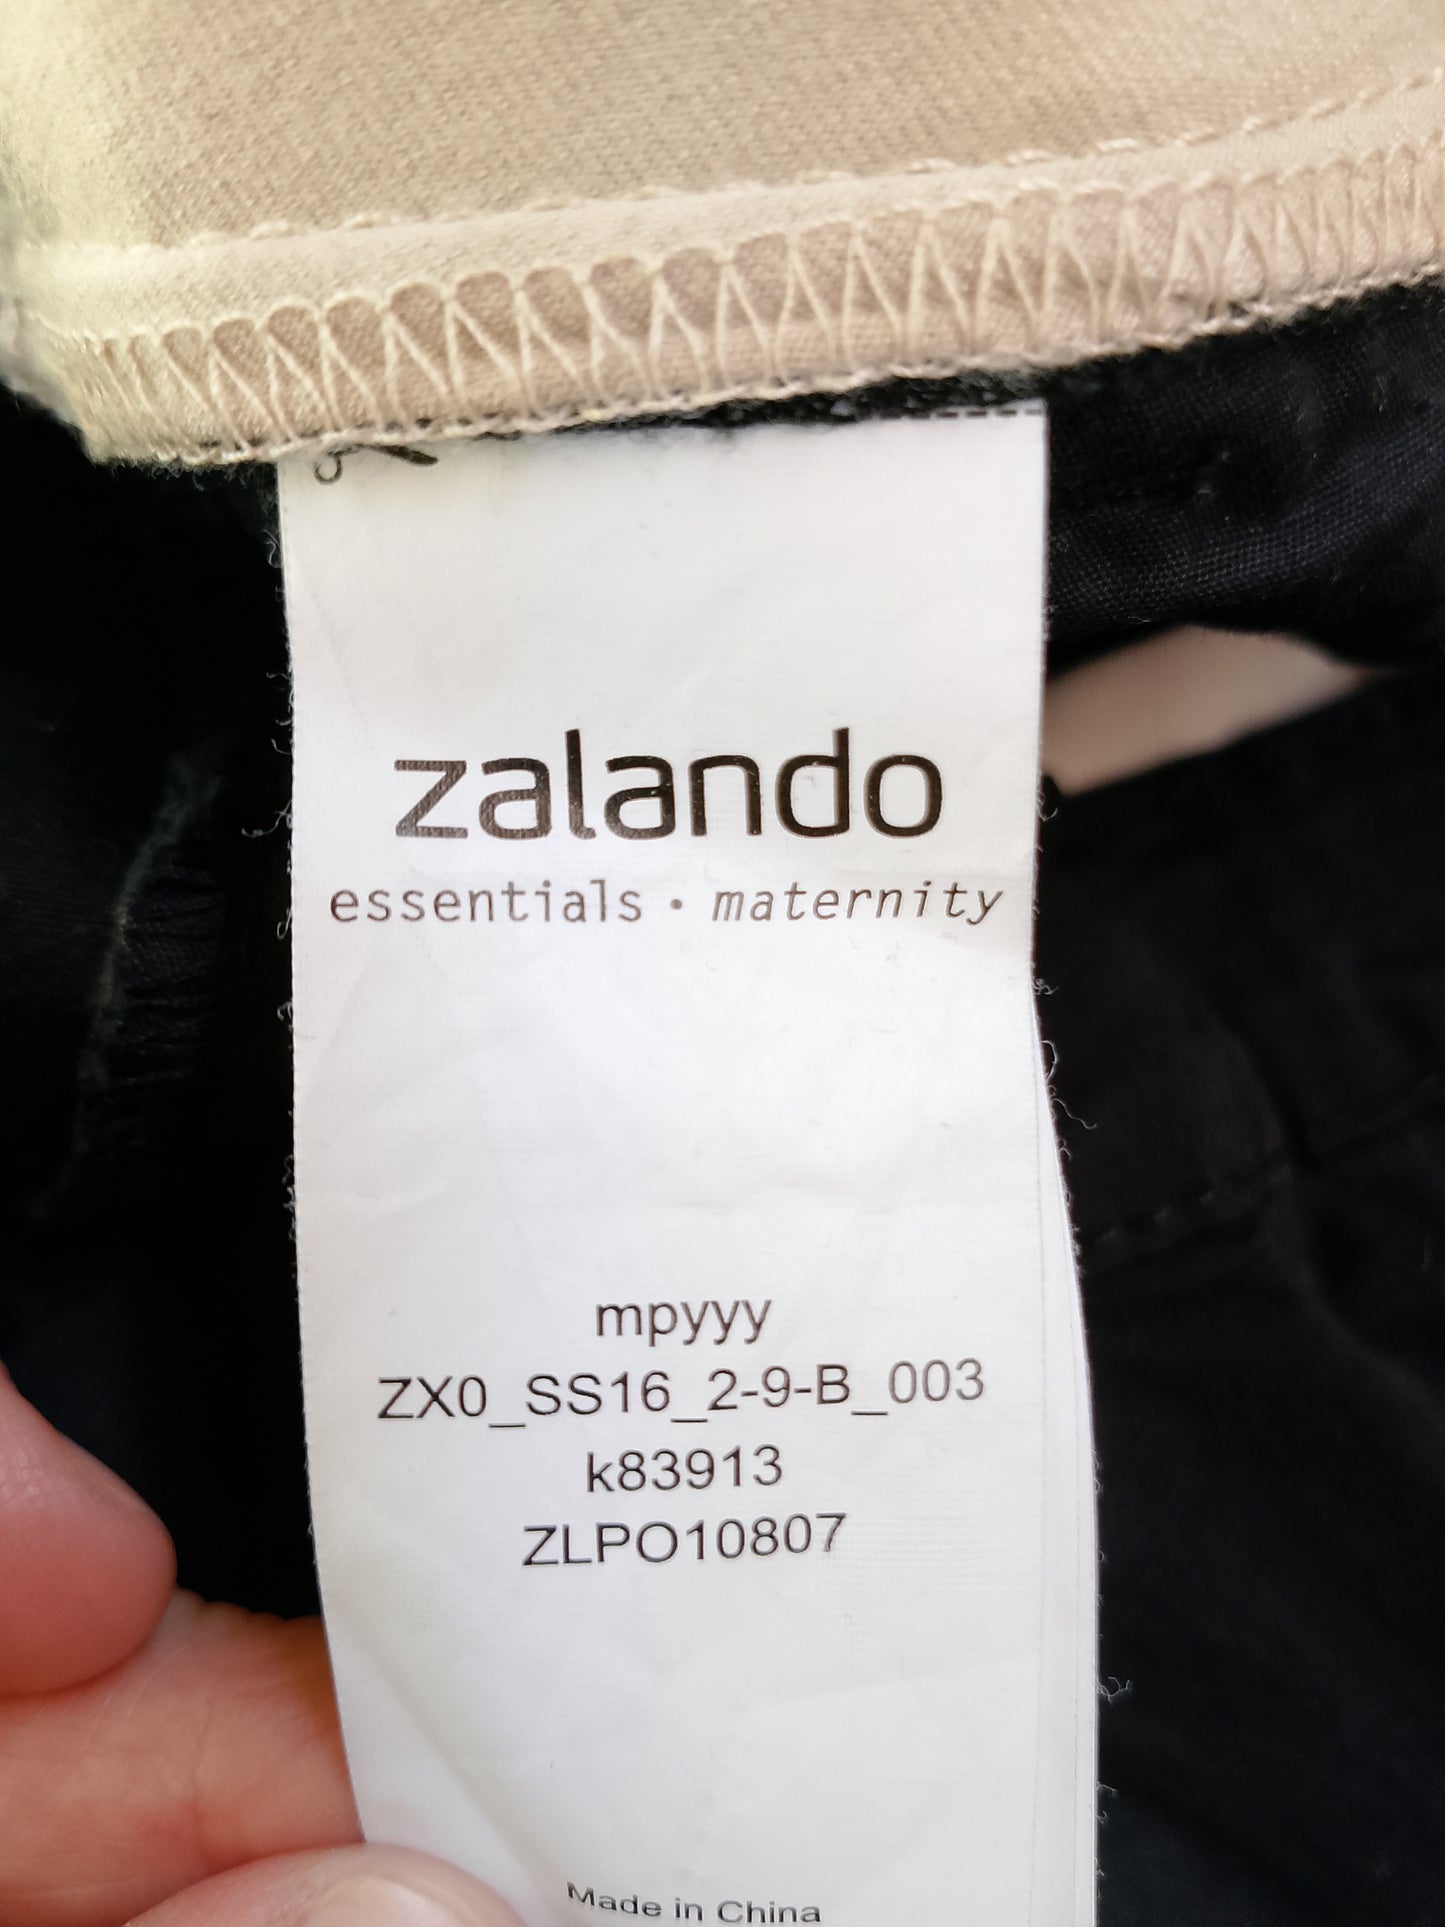 zalando
essentials · maternity
mpyyy
ZX0_SS16_2-9-B_003
k83913
ZLPO10807
Made in China